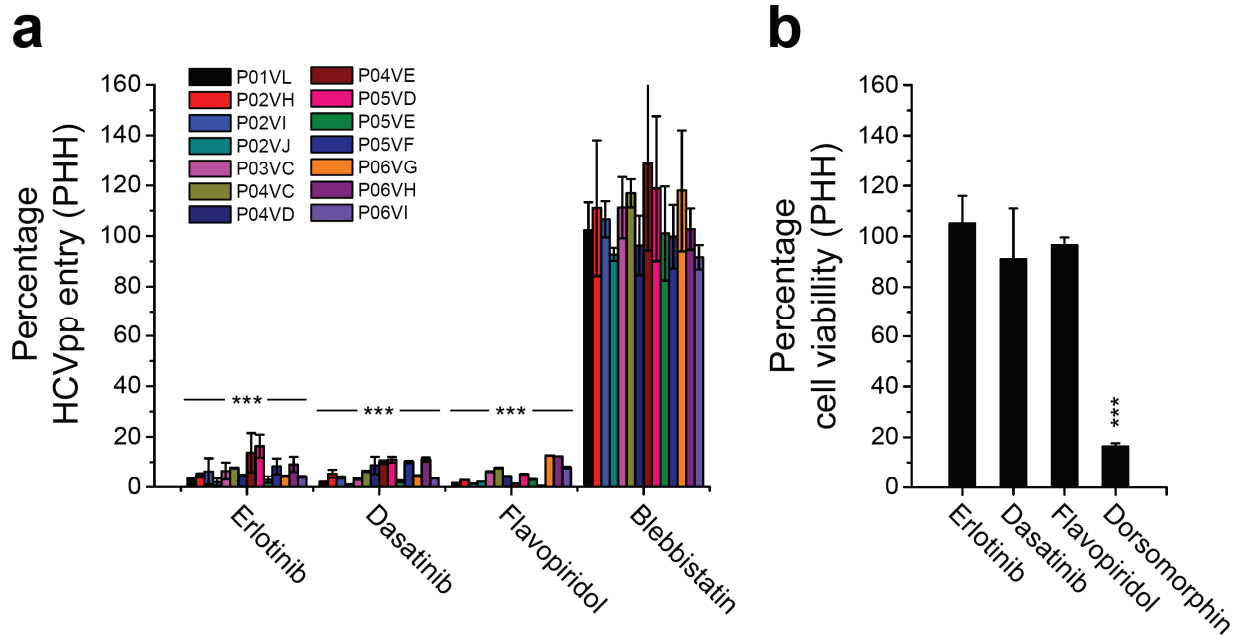 a
Percentage
HCVpp entry (PHH)
160
140
120
100
80
60
40
20
0
P01VL
P02VH
P02VI
P02VJ
P03VC
P04VC
P04VD
P04VE
P05VD
P05VE
P05VF
P06VG
P06VH
P06VI
***
***
***
Erlotinib
Dasatinib
Flavopiridol
Blebbistatin
b
Percentage
cell viabillity (PHH)
160
140
120
100
80
60
40
20
0
***
Erlotinib
Dasatinib
Flavopiridol
Dorsomorphin